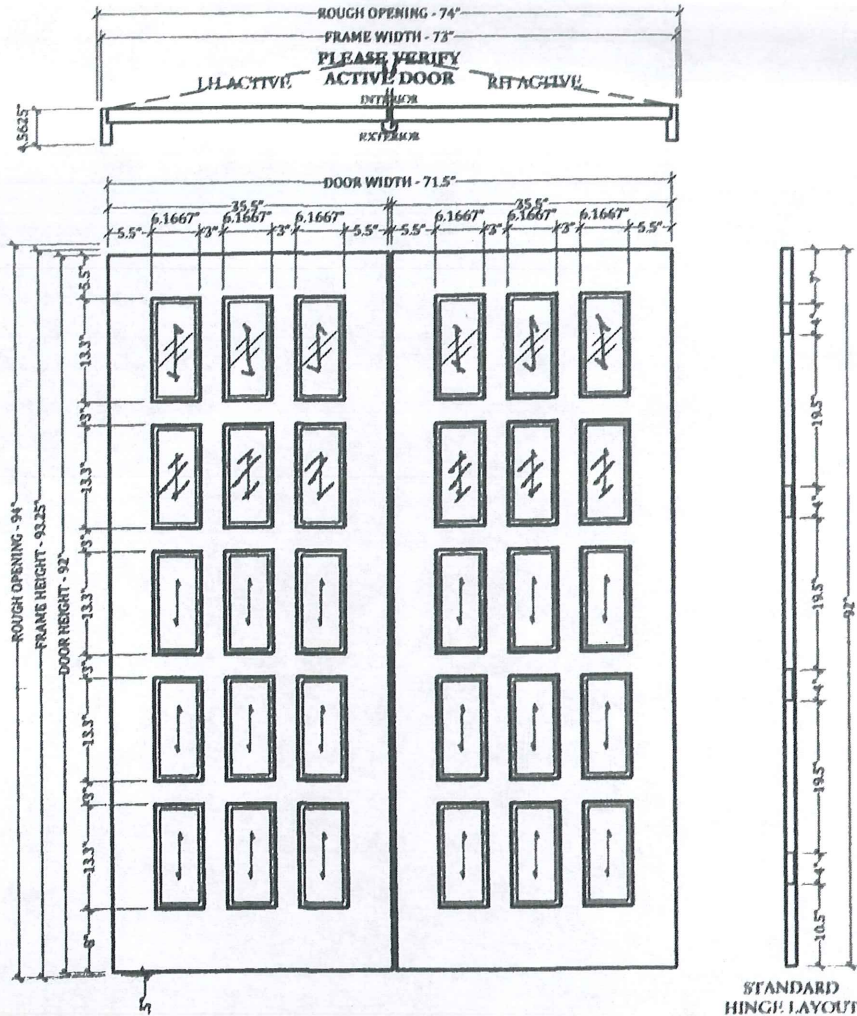 ROUGH OPENING - 74"
FRAME WIDTH - 73"
PLEASE VERIFY
LH ACTIVE ACTIVE DOOR RH ACTIVE
INTERIOR
EXTERIOR
4.5625"
DOOR WIDTH - 71.5"
35.5" 35.5"
6.1667" 6.1667" 6.1667" 6.1667" 6.1667" 6.1667"
5.5" 3" 3" 5.5" 5.5" 3" 3" 5.5"
ROUGH OPENING - 94"
FRAME HEIGHT - 93.25"
DOOR HEIGHT - 92"
5.5"
13.3"
3"
13.3"
3"
13.3"
3"
13.3"
3"
13.3"
8"
7"
4"
19.5"
4"
19.5"
4"
19.5"
4"
10.5"
92"
STANDARD
HINGE LAYOUT